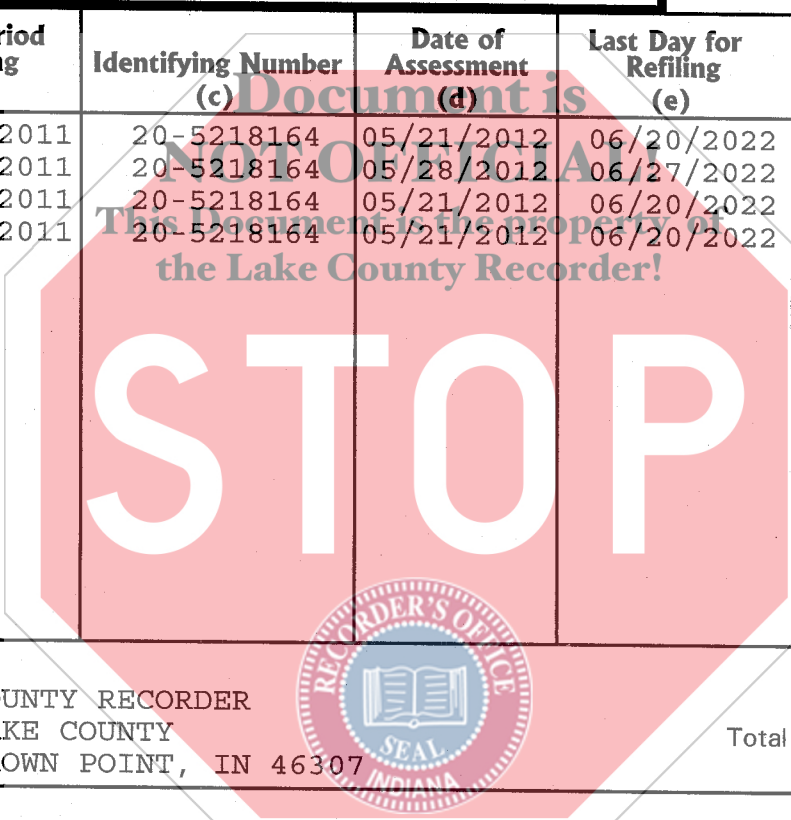 riod
ng
Identifying Number
(c)
Date of
Assessment
(d)
Last Day for
Refiling
(e)
2011 20-5218164 05/21/2012 06/20/2022
2011 20-5218164 05/28/2012 06/27/2022
2011 20-5218164 05/21/2012 06/20/2022
2011 20-5218164 05/21/2012 06/20/2022
Document is
NOT OFFICIAL!
This Document is the property of
the Lake County Recorder!
STOP
RECORDER'S OFFICE
SEAL
INDIANA
OUNTY RECORDER
AKE COUNTY
OWN POINT, IN 46307
Total